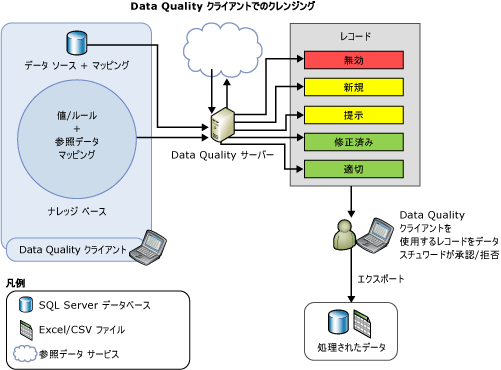 Data Quality クライアントでのクレンジング
データ ソース + マッピング
値/ルール
+
参照データ
マッピング
ナレッジ ベース
Data Quality クライアント
Data Quality サーバー
レコード
無効
新規
提示
修正済み
適切
Data Quality
クライアントを
使用するレコードをデータ
スチュワードが承認/拒否
エクスポート
処理されたデータ
凡例
SQL Server データベース
Excel/CSV ファイル
参照データ サービス